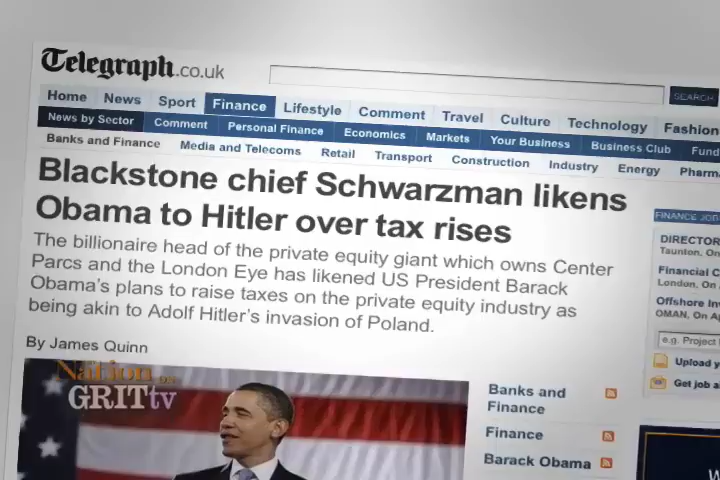 Telegraph.co.uk
SEARCH
Home News Sport Finance Lifestyle Comment Travel Culture Technology Fashion
News by Sector Comment Personal Finance Economics Markets Your Business Business Club Fund
Banks and Finance Media and Telecoms Retail Transport Construction Industry Energy Pharm
Blackstone chief Schwarzman likens
Obama to Hitler over tax rises
The billionaire head of the private equity giant which owns Center
Parcs and the London Eye has likened US President Barack
Obama's plans to raise taxes on the private equity industry as
being akin to Adolf Hitler's invasion of Poland.
By James Quinn
Nation on
GRITtv
Banks and
Finance
Finance
Barack Obama
FINANCE JOB
DIRECTOR
Taunton, On
Financial C
London, On
Offshore In
OMAN, On Ap
e.g. Project
Upload y
Get job a
W